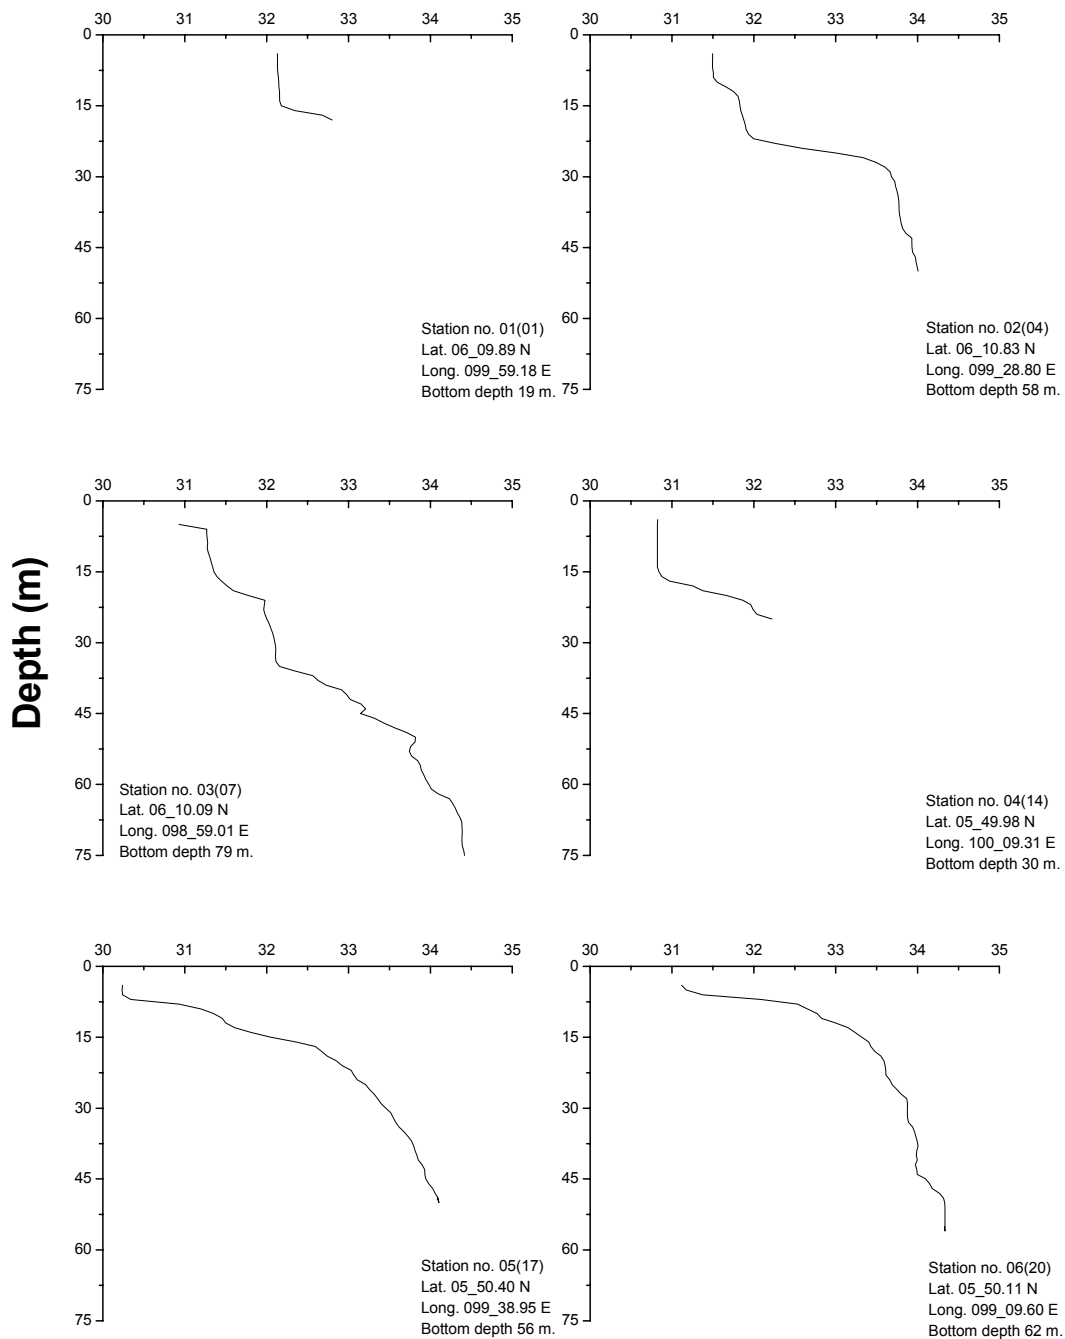 30 31 32 33 34 35
0
15
30
45
60
75
Station no. 01(01)
Lat. 06_09.89 N
Long. 099_59.18 E
Bottom depth 19 m.
30 31 32 33 34 35
0
15
30
45
60
75
Station no. 02(04)
Lat. 06_10.83 N
Long. 099_28.80 E
Bottom depth 58 m.
Depth (m)
30 31 32 33 34 35
0
15
30
45
60
75
Station no. 03(07)
Lat. 06_10.09 N
Long. 098_59.01 E
Bottom depth 79 m.
30 31 32 33 34 35
0
15
30
45
60
75
Station no. 04(14)
Lat. 05_49.98 N
Long. 100_09.31 E
Bottom depth 30 m.
30 31 32 33 34 35
0
15
30
45
60
75
Station no. 05(17)
Lat. 05_50.40 N
Long. 099_38.95 E
Bottom depth 56 m.
30 31 32 33 34 35
0
15
30
45
60
75
Station no. 06(20)
Lat. 05_50.11 N
Long. 099_09.60 E
Bottom depth 62 m.